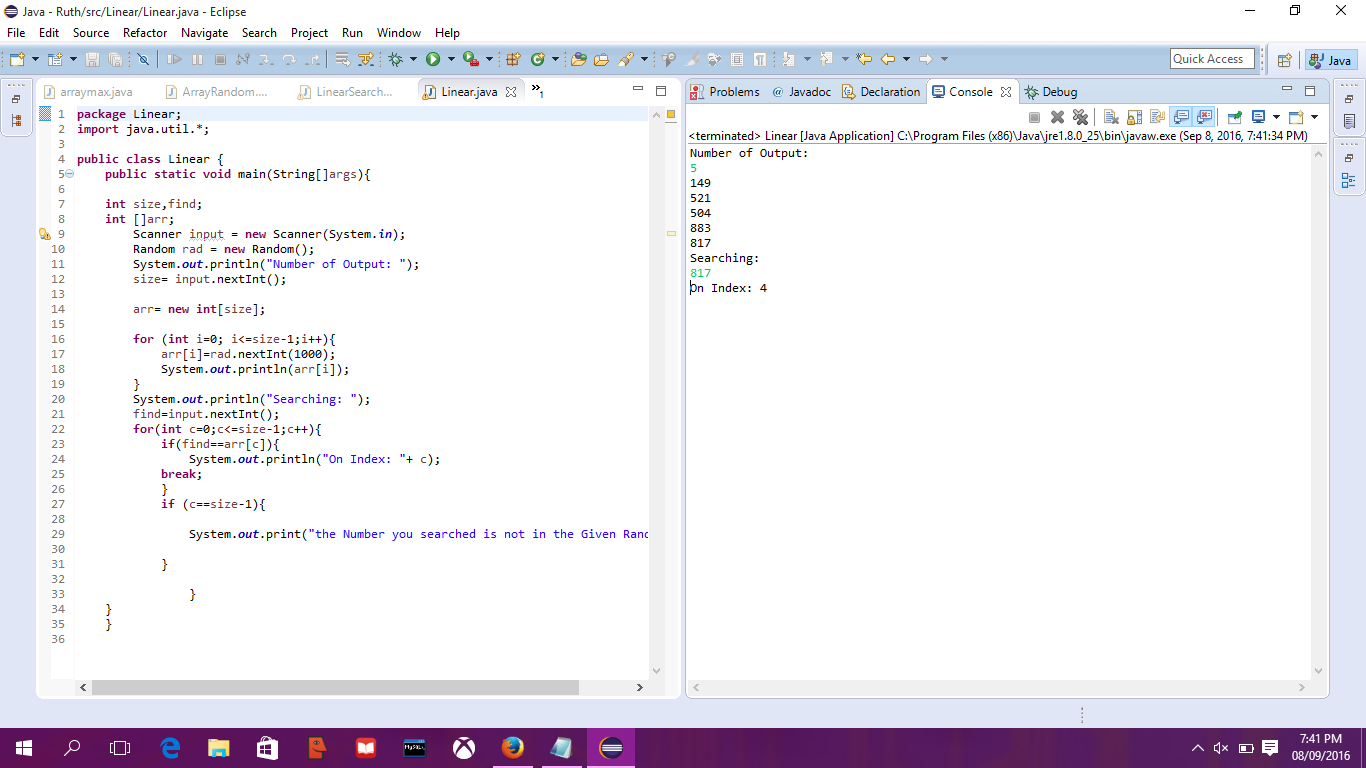 Java - Ruth/src/Linear/Linear.java - Eclipse
File Edit Source Refactor Navigate Search Project Run Window Help
Quick Access
Java
arraymax.java ArrayRandom.... LinearSearch... Linear.java »1
1 package Linear;
2 import java.util.*;
3
4 public class Linear {
5 public static void main(String[]args){
6
7 int size,find;
8 int []arr;
9 Scanner input = new Scanner(System.in);
10 Random rad = new Random();
11 System.out.println("Number of Output: ");
12 size= input.nextInt();
13
14 arr= new int[size];
15
16 for (int i=0; i<=size-1;i++){
17 arr[i]=rad.nextInt(1000);
18 System.out.println(arr[i]);
19 }
20 System.out.println("Searching: ");
21 find=input.nextInt();
22 for(int c=0;c<=size-1;c++){
23 if(find==arr[c]){
24 System.out.println("On Index: "+ c);
25 break;
26 }
27 if (c==size-1){
28
29 System.out.print("the Number you searched is not in the Given Rand
30
31 }
32
33 }
34 }
35 }
36
Problems @ Javadoc Declaration Console Debug
<terminated> Linear [Java Application] C:\Program Files (x86)\Java\jre1.8.0_25\bin\javaw.exe (Sep 8, 2016, 7:41:34 PM)
Number of Output:
5
149
521
504
883
817
Searching:
817
On Index: 4
MySQL
7:41 PM
08/09/2016